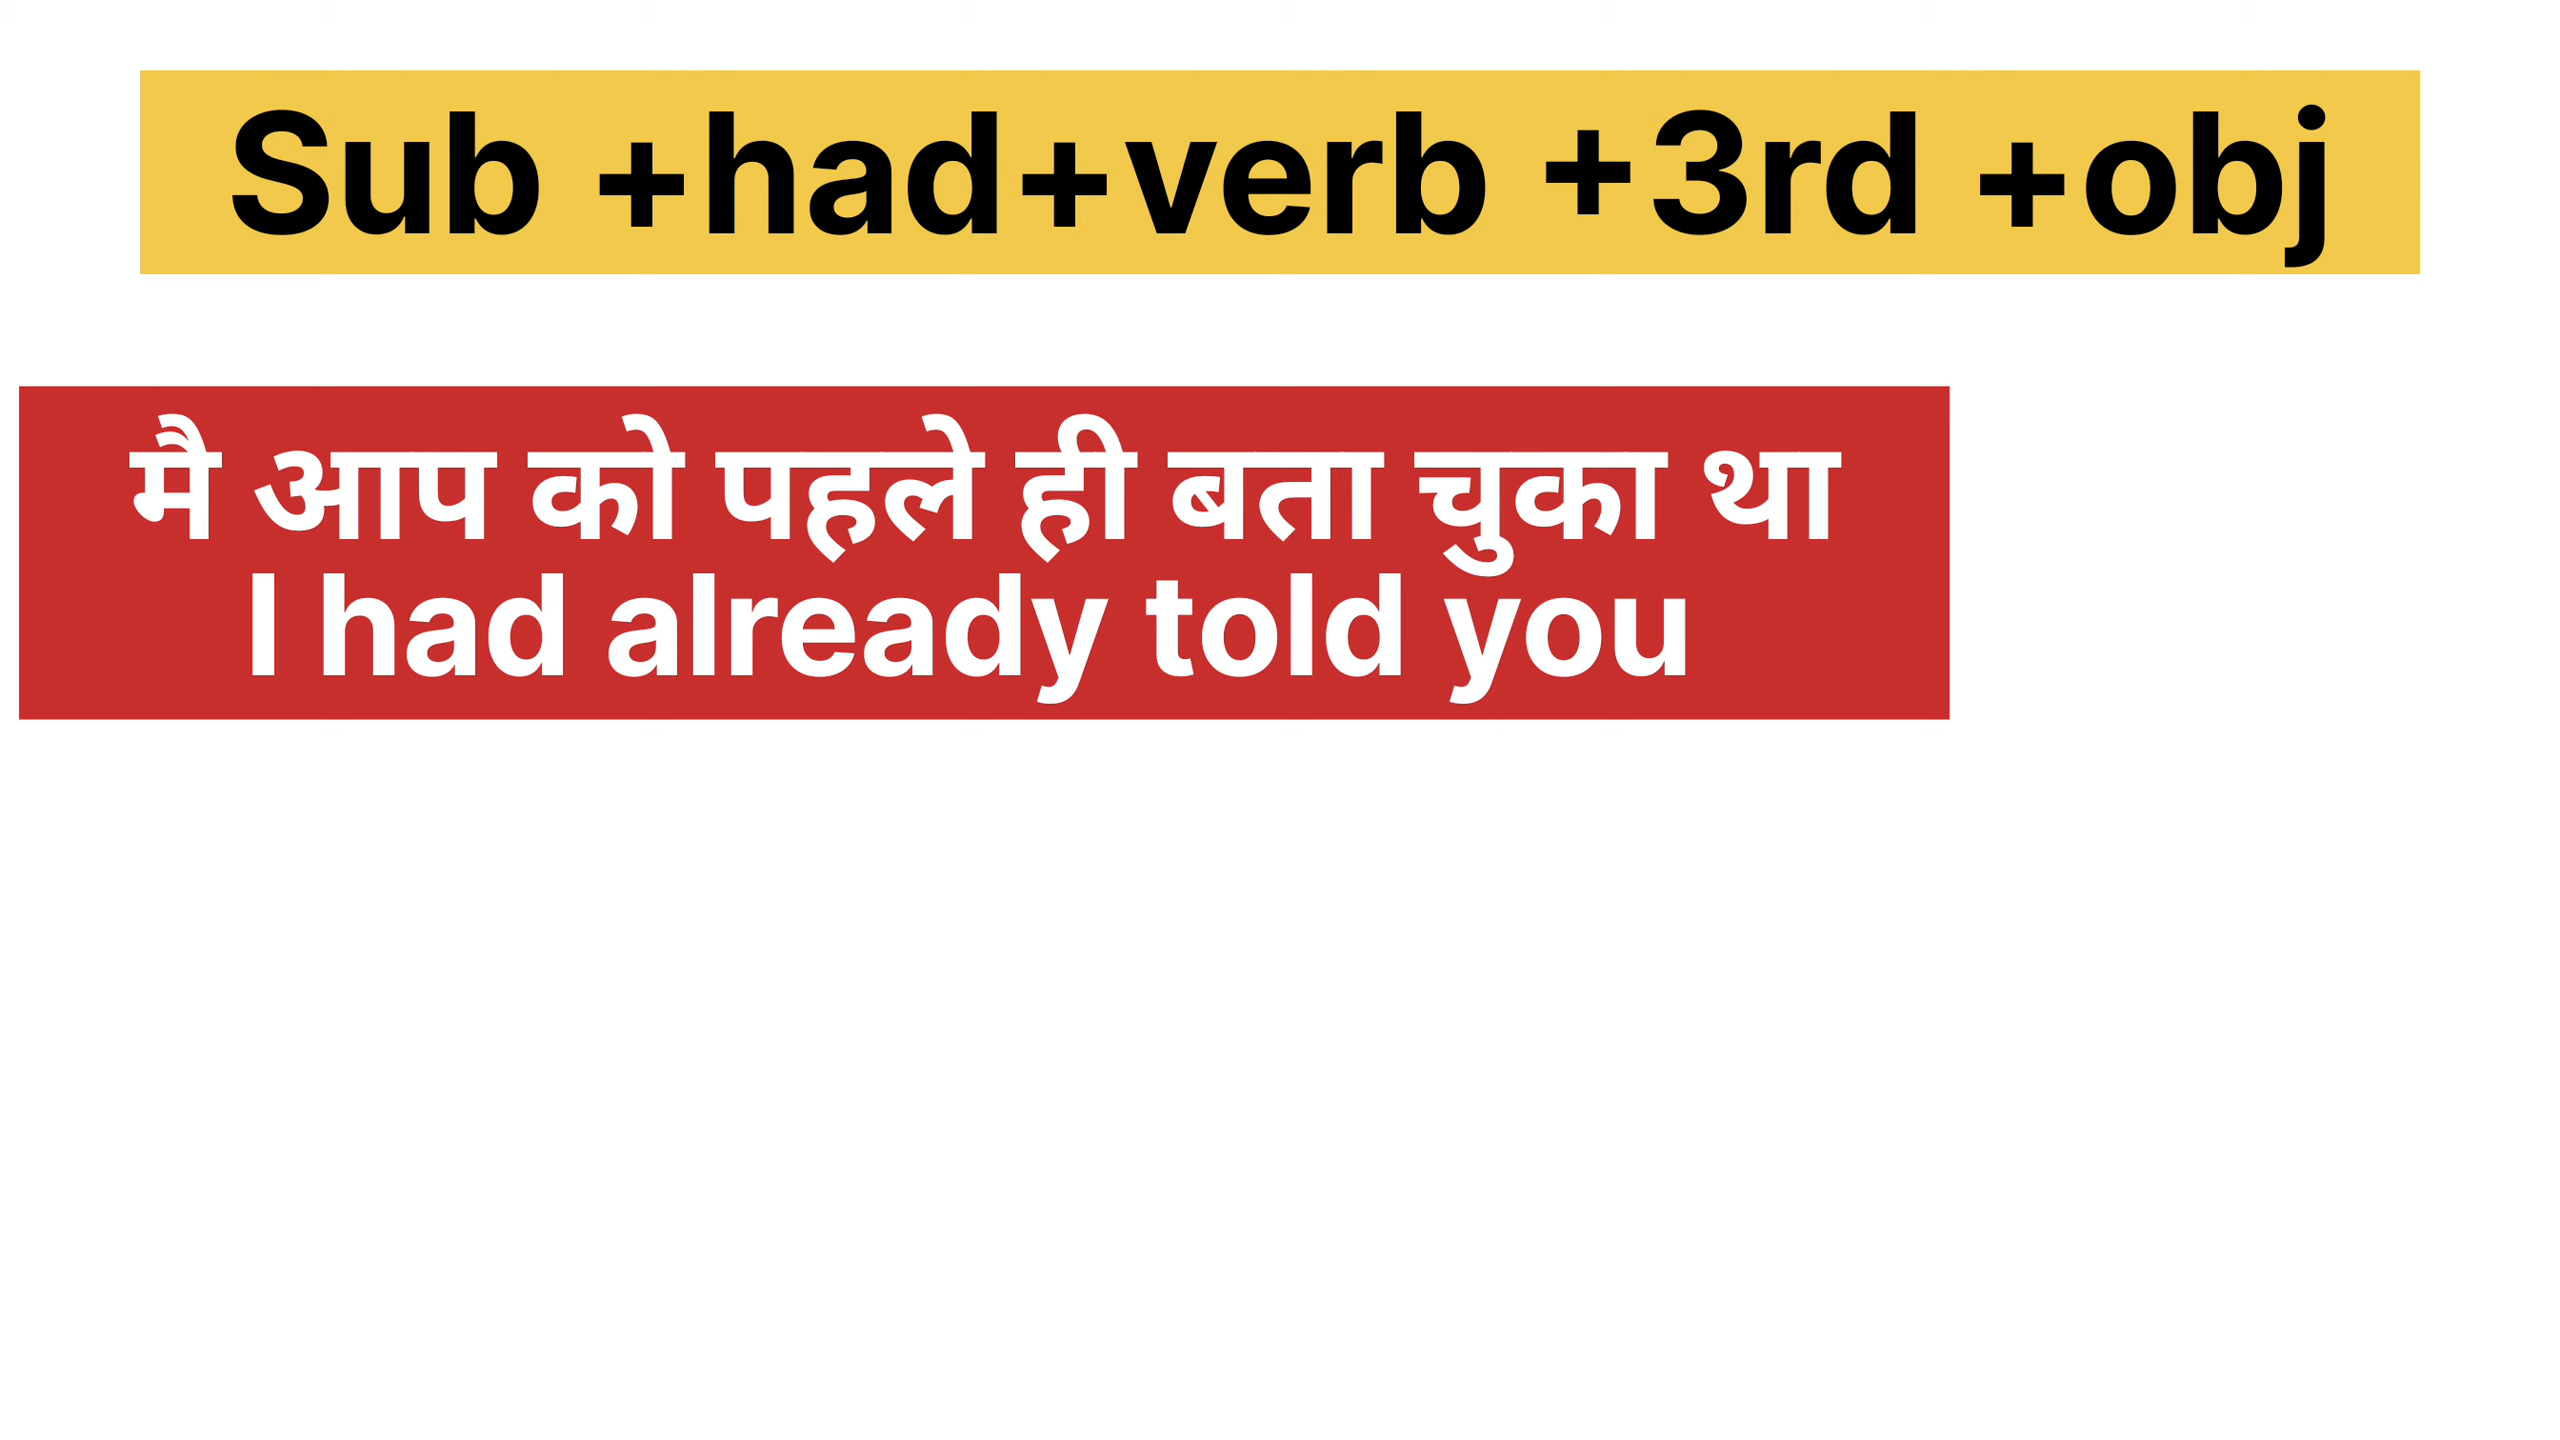 Sub +had+verb +3rd +obj
मै आप को पहले ही बता चुका था
I had already told you